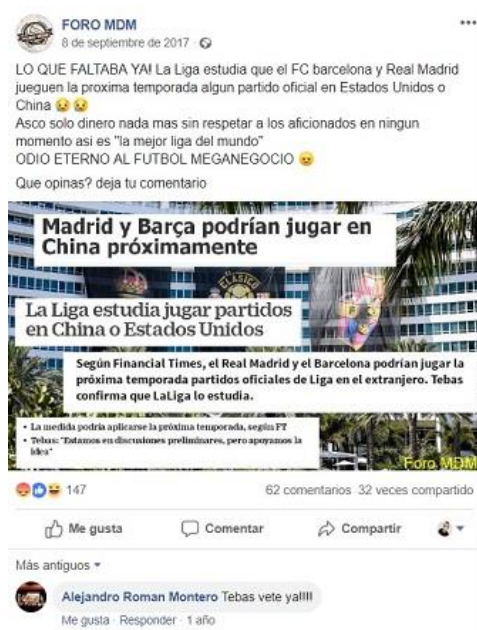 FORO MDM
8 de septiembre de 2017
LO QUE FALTABA YA! La Liga estudia que el FC barcelona y Real Madrid
jueguen la proxima temporada algun partido oficial en Estados Unidos o
China
Asco solo dinero nada mas sin respetar a los aficionados en ningun
momento asi es "la mejor liga del mundo"
ODIO ETERNO AL FUTBOL MEGANEGOCIO
Que opinas? deja tu comentario
Madrid y Barça podrían jugar en
China próximamente
EL CLASICO
La Liga estudia jugar partidos
en China o Estados Unidos
Según Financial Times, el Real Madrid y el Barcelona podrían jugar la
próxima temporada partidos oficiales de Liga en el extranjero. Tebas
confirma que LaLiga lo estudia.
• La medida podría aplicarse la próxima temporada, según FT
• Tebas: "Estamos en discusiones preliminares, pero apoyamos la
idea"
Foro MDM
147
62 comentarios 32 veces compartido
Me gusta Comentar Compartir
Más antiguos
Alejandro Roman Montero Tebas vete ya!!!!
Me gusta · Responder · 1 año